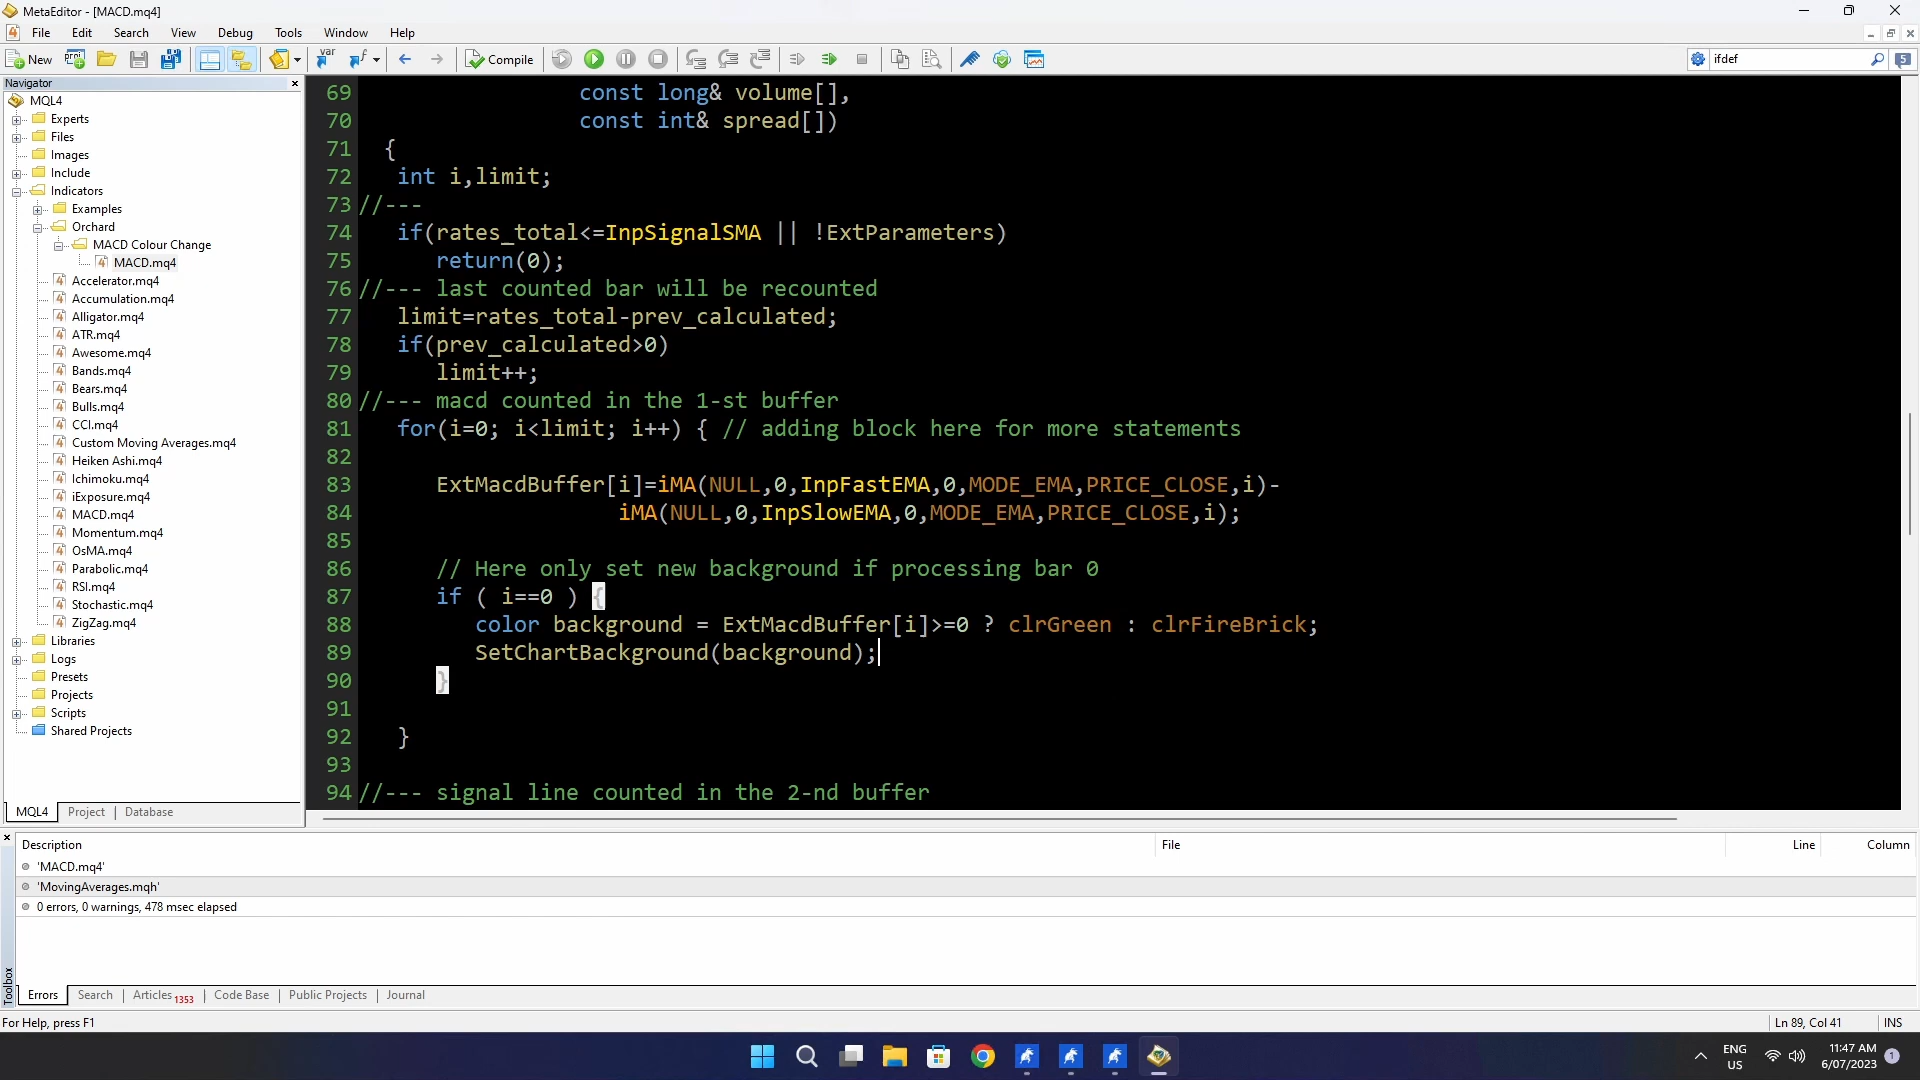 MetaEditor - [MACD.mq4]
File Edit Search View Debug Tools Window Help
New Compile ifdef 5
Navigator
MQL4
Experts
Files
Images
Include
Indicators
Examples
Orchard
MACD Colour Change
MACD.mq4
Accelerator.mq4
Accumulation.mq4
Alligator.mq4
ATR.mq4
Awesome.mq4
Bands.mq4
Bears.mq4
Bulls.mq4
CCI.mq4
Custom Moving Averages.mq4
Heiken Ashi.mq4
Ichimoku.mq4
iExposure.mq4
MACD.mq4
Momentum.mq4
OsMA.mq4
Parabolic.mq4
RSI.mq4
Stochastic.mq4
ZigZag.mq4
Libraries
Logs
Presets
Projects
Scripts
Shared Projects
MQL4 | Project | Database
69 const long& volume[],
70 const int& spread[])
71 {
72 int i,limit;
73 //---
74 if(rates_total<=InpSignalSMA || !ExtParameters)
75 return(0);
76 //--- last counted bar will be recounted
77 limit=rates_total-prev_calculated;
78 if(prev_calculated>0)
79 limit++;
80 //--- macd counted in the 1-st buffer
81 for(i=0; i<limit; i++) { // adding block here for more statements
82
83 ExtMacdBuffer[i]=iMA(NULL,0,InpFastEMA,0,MODE_EMA,PRICE_CLOSE,i)-
84 iMA(NULL,0,InpSlowEMA,0,MODE_EMA,PRICE_CLOSE,i);
85
86 // Here only set new background if processing bar 0
87 if ( i==0 ) {
88 color background = ExtMacdBuffer[i]>=0 ? clrGreen : clrFireBrick;
89 SetChartBackground(background);
90 }
91
92 }
93
94 //--- signal line counted in the 2-nd buffer
Description File Line Column
'MACD.mq4'
'MovingAverages.mqh'
0 errors, 0 warnings, 478 msec elapsed
Toolbox
Errors | Search | Articles 1353 | Code Base | Public Projects | Journal
For Help, press F1 Ln 89, Col 41 INS
ENG US 11:47 AM 6/07/2023 1